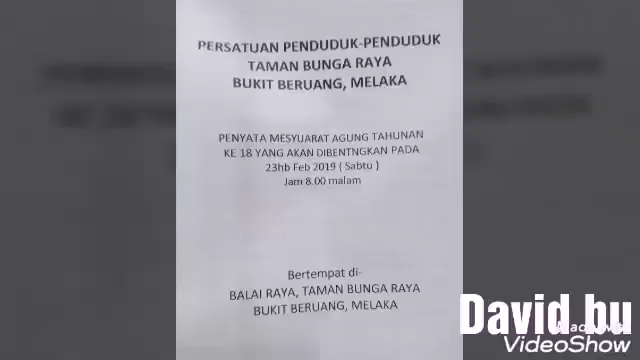 PERSATUAN PENDUDUK-PENDUDUK
TAMAN BUNGA RAYA
BUKIT BERUANG, MELAKA
PENYATA MESYUARAT AGUNG TAHUNAN
KE 18 YANG AKAN DIBENTNGKAN PADA
23hb Feb 2019 ( Sabtu )
Jam 8.00 malam
Bertempat di-
BALAI RAYA, TAMAN BUNGA RAYA
BUKIT BERUANG, MELAKA
David bu
VideoShow